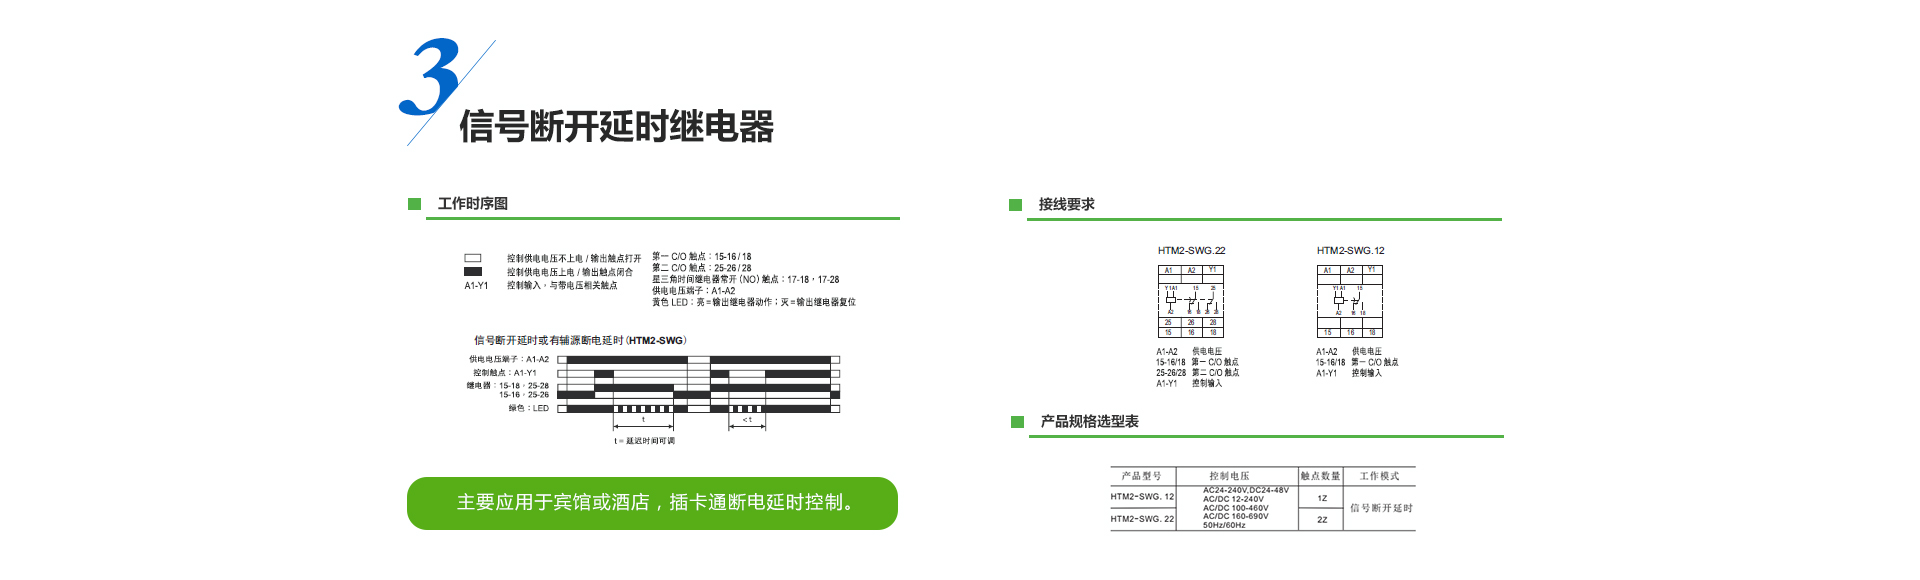 3
信号断开延时继电器
工作时序图
控制供电电压不上电 / 输出触点打开
控制供电电压上电 / 输出触点闭合
A1-Y1 控制输入，与带电压相关触点
第一 C/O 触点：15-16 / 18
第二 C/O 触点：25-26 / 28
星三角时间继电器常开（NO）触点：17-18，17-28
供电电压端子：A1-A2
黄色 LED：亮 =输出继电器动作；灭 =输出继电器复位
信号断开延时或有辅源断电延时(HTM2-SWG)
供电电压端子：A1-A2
控制触点：A1-Y1
继电器：15-18，25-28
15-16，25-26
绿色：LED
t
< t
t = 延迟时间可调
主要应用于宾馆或酒店，插卡通断电延时控制。
接线要求
HTM2-SWG.22
A1 A2 Y1
Y1 A1 15 25
A2 16 18 26 28
25 26 28
15 16 18
A1-A2 供电电压
15-16/18 第一 C/O 触点
25-26/28 第二 C/O 触点
A1-Y1 控制输入
HTM2-SWG.12
A1 A2 Y1
Y1 A1 15
A2 16 18
15 16 18
A1-A2 供电电压
15-16/18 第一 C/O 触点
A1-Y1 控制输入
产品规格选型表
产品型号 控制电压 触点数量 工作模式
HTM2-SWG. 12
HTM2-SWG. 22
AC24-240V,DC24-48V
AC/DC 12-240V
AC/DC 100-460V
AC/DC 160-690V
50Hz/60Hz
1Z
2Z
信号断开延时